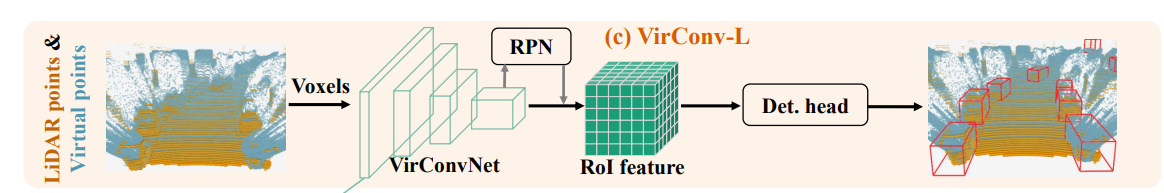 LiDAR points &
Virtual points
Voxels
VirConvNet
RPN
(c) VirConv-L
RoI feature
Det. head